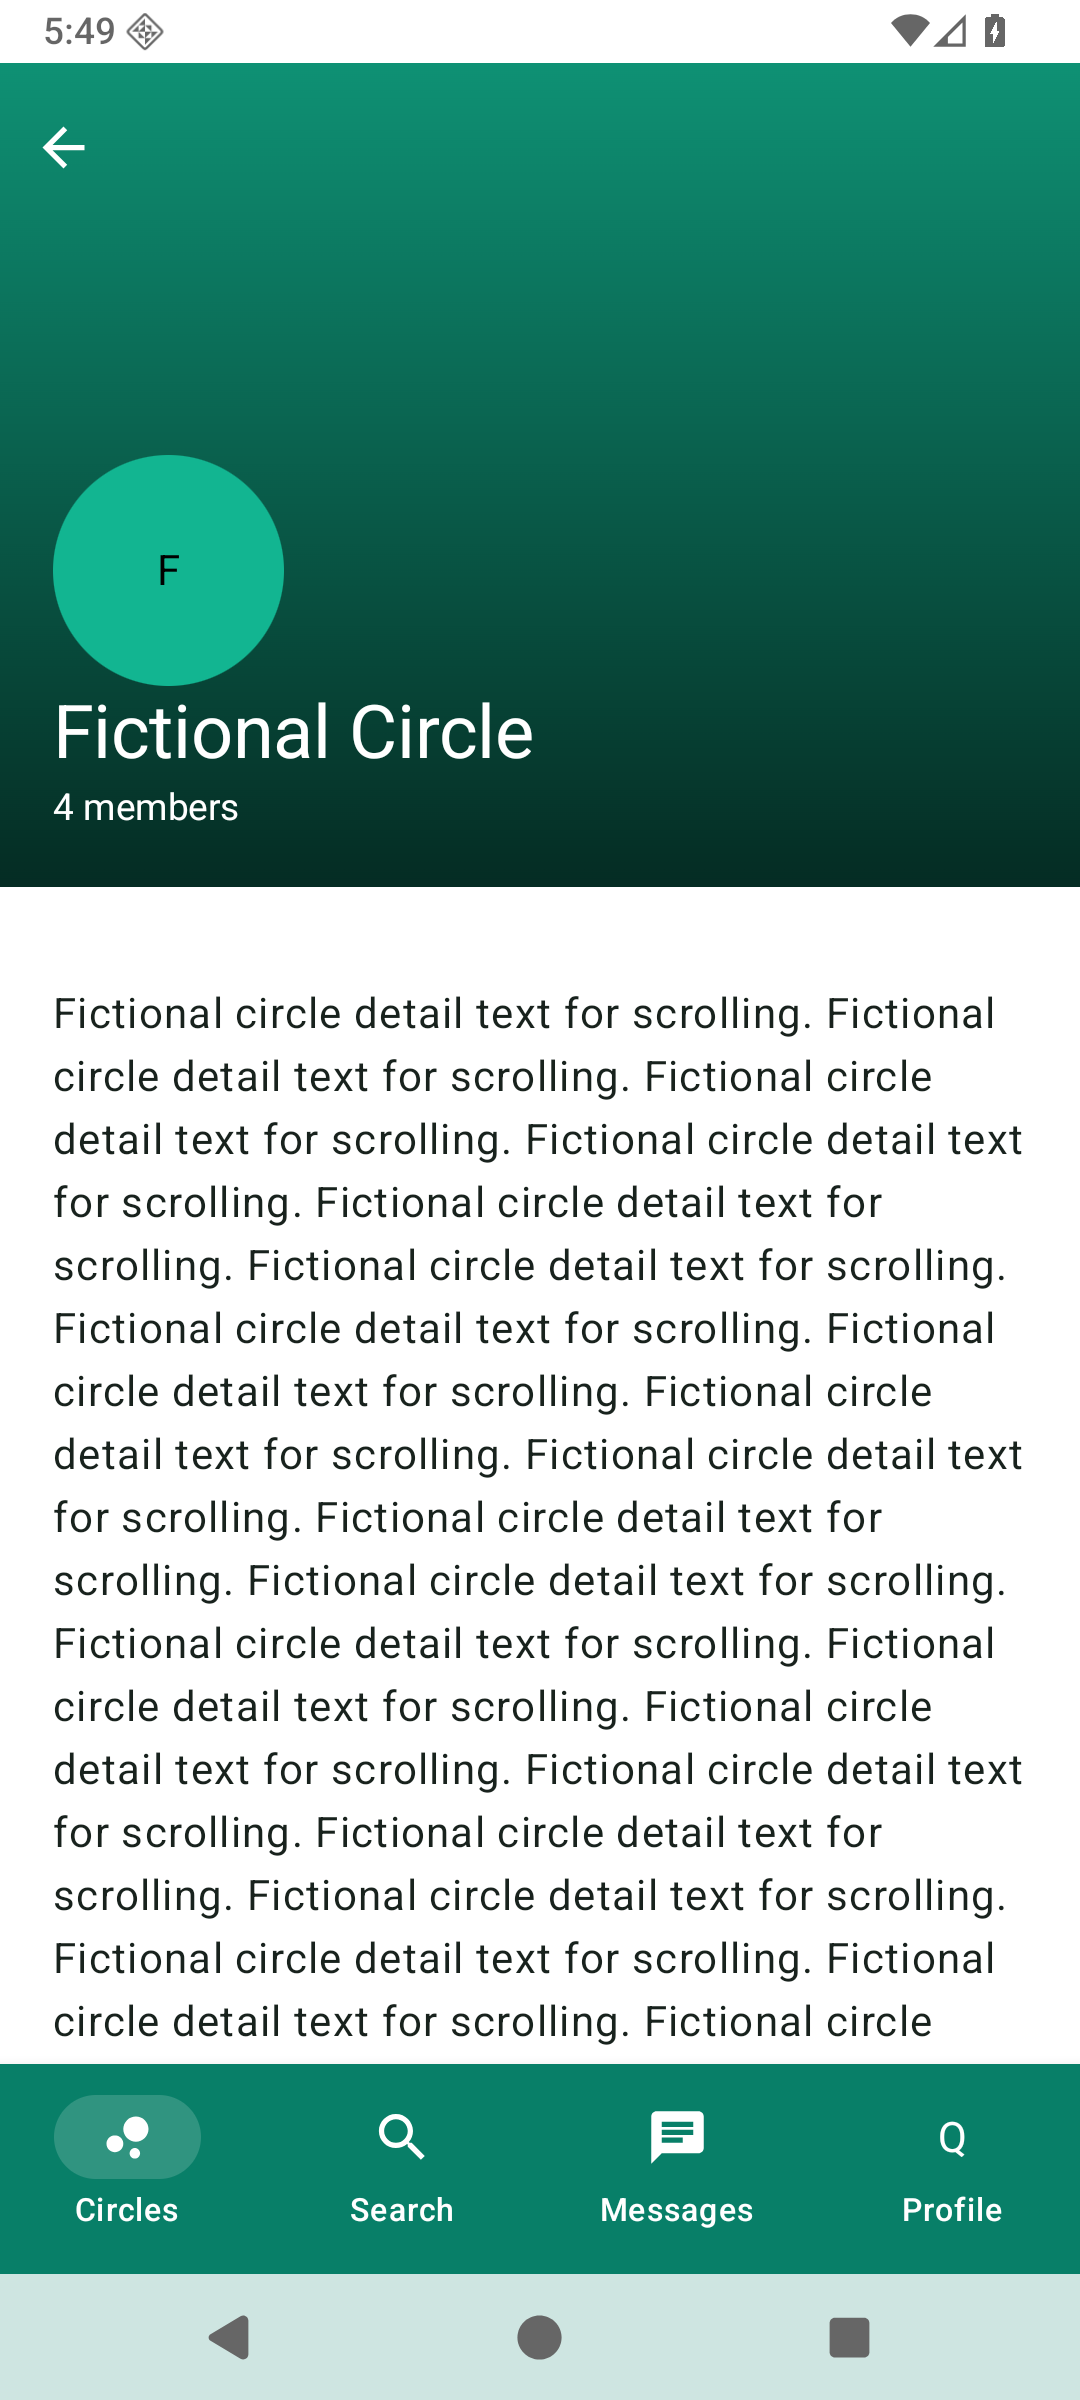 5:49
F
Fictional Circle
4 members
Fictional circle detail text for scrolling. Fictional
circle detail text for scrolling. Fictional circle
detail text for scrolling. Fictional circle detail text
for scrolling. Fictional circle detail text for
scrolling. Fictional circle detail text for scrolling.
Fictional circle detail text for scrolling. Fictional
circle detail text for scrolling. Fictional circle
detail text for scrolling. Fictional circle detail text
for scrolling. Fictional circle detail text for
scrolling. Fictional circle detail text for scrolling.
Fictional circle detail text for scrolling. Fictional
circle detail text for scrolling. Fictional circle
detail text for scrolling. Fictional circle detail text
for scrolling. Fictional circle detail text for
scrolling. Fictional circle detail text for scrolling.
Fictional circle detail text for scrolling. Fictional
circle detail text for scrolling. Fictional circle
Q
Circles Search Messages Profile